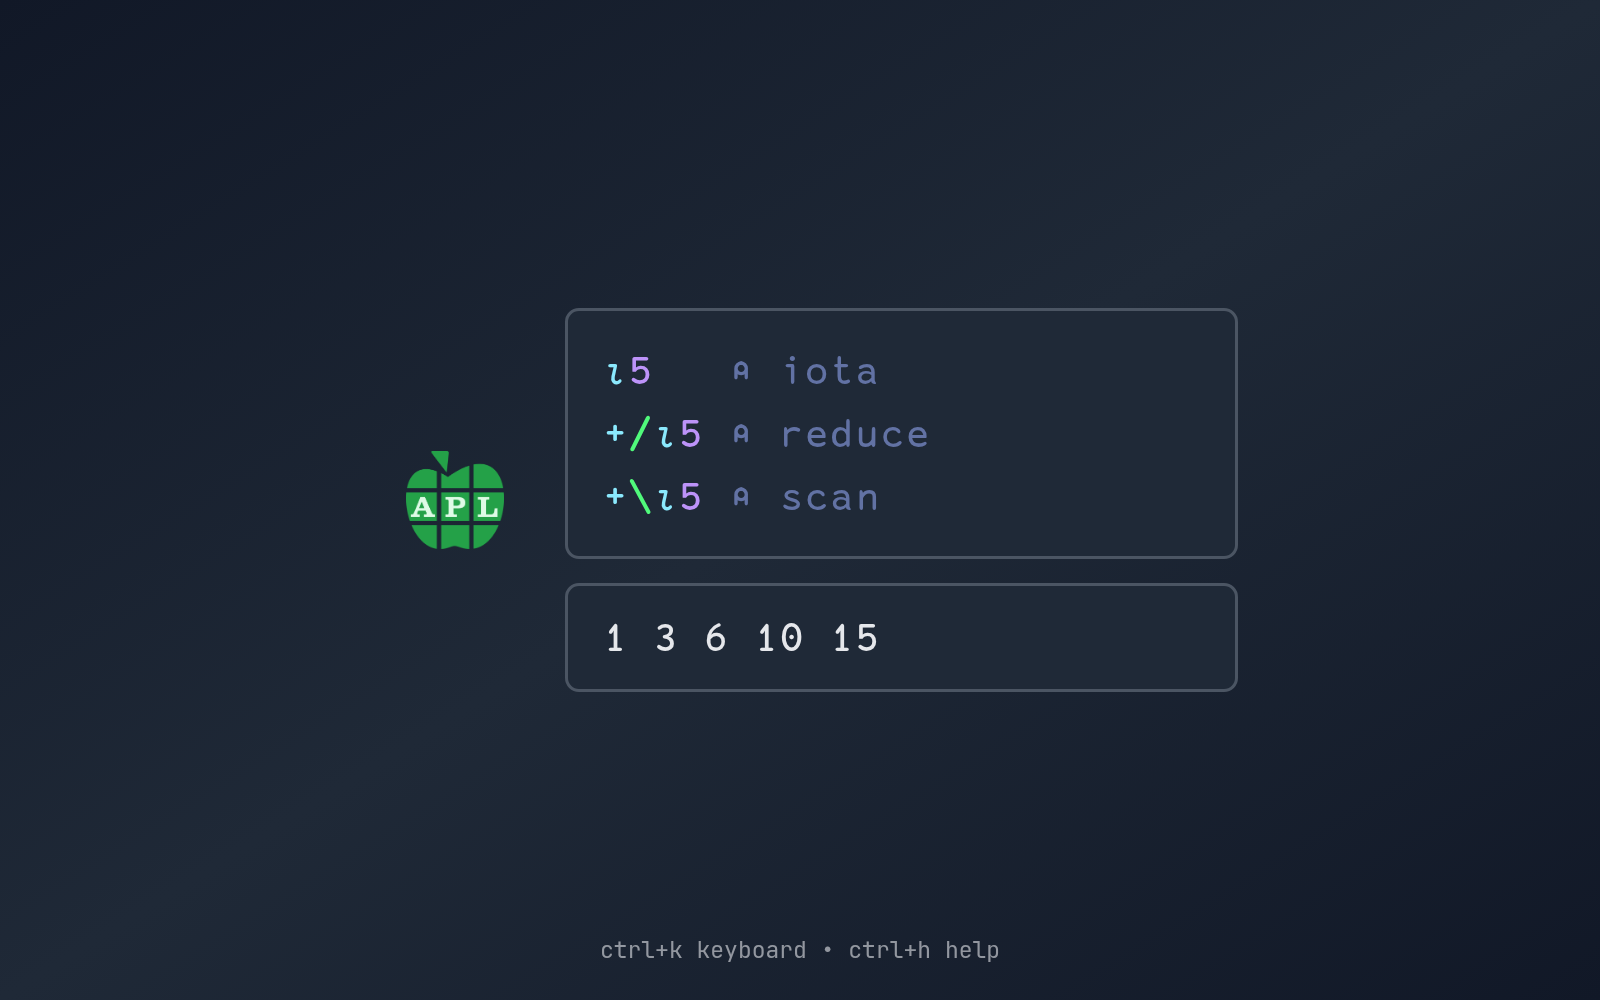 APL
⍳5   ⍝ iota
+/⍳5 ⍝ reduce
+\⍳5 ⍝ scan
1 3 6 10 15
ctrl+k keyboard • ctrl+h help